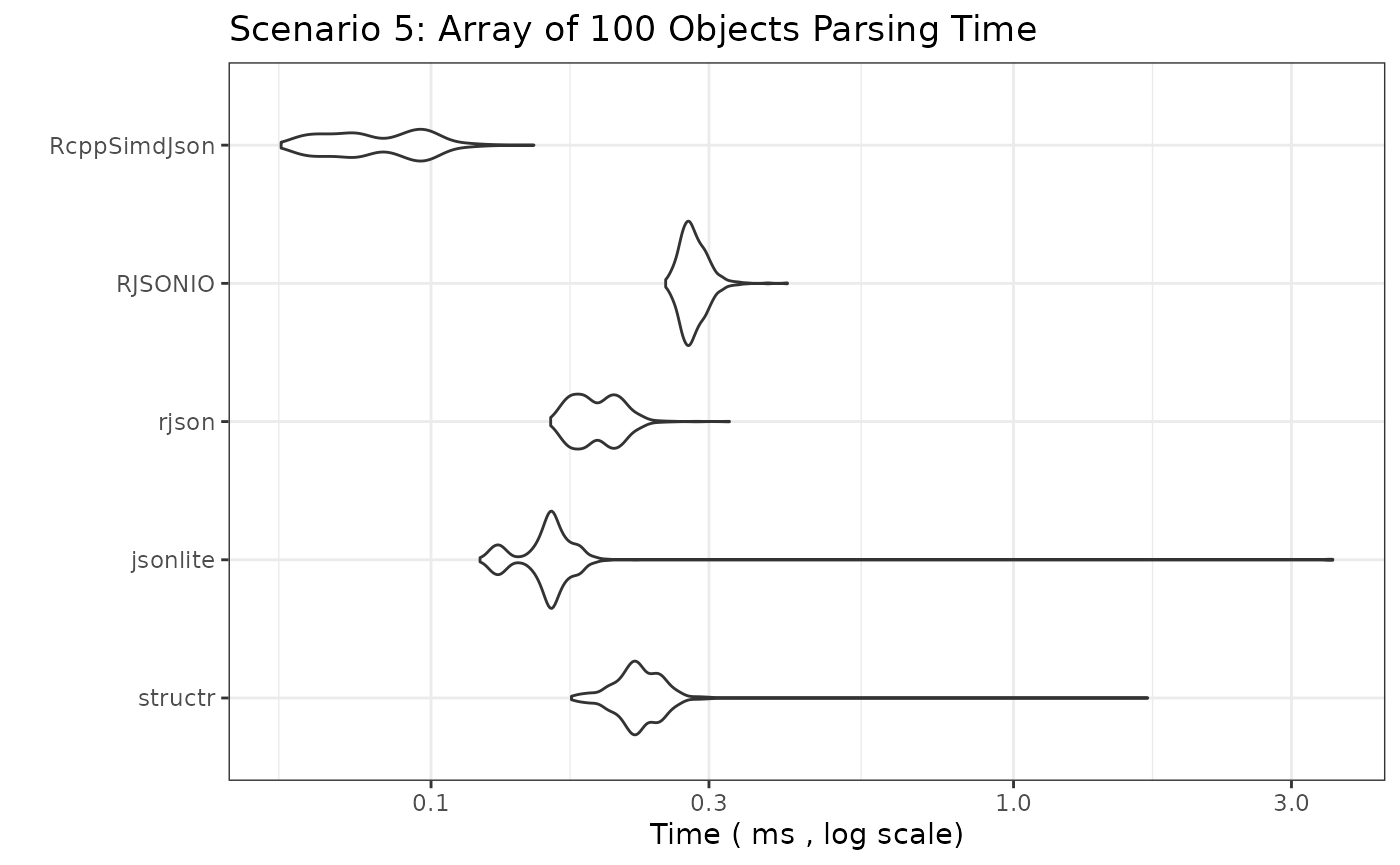 Scenario 5: Array of 100 Objects Parsing Time
RcppSimdJson
RJSONIO
rjson
jsonlite
structr
0.1 0.3 1.0 3.0
Time ( ms , log scale)